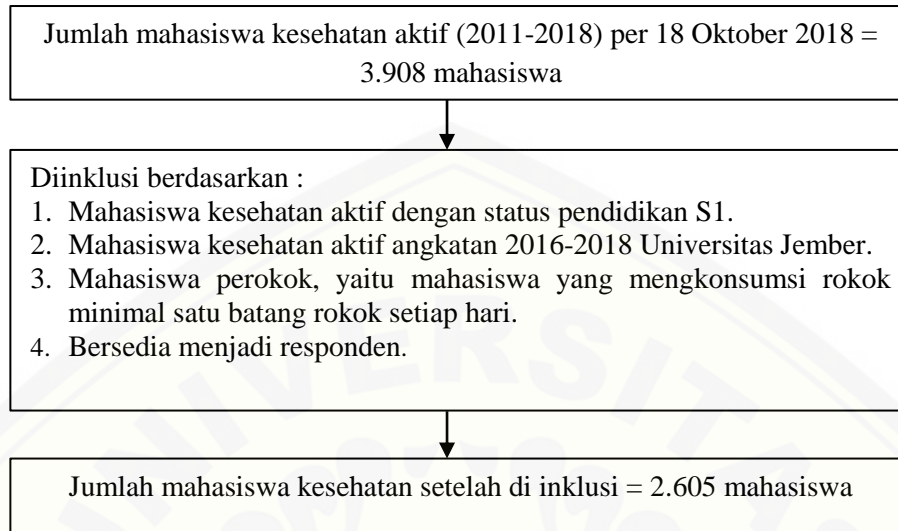 Jumlah mahasiswa kesehatan aktif (2011-2018) per 18 Oktober 2018 =
3.908 mahasiswa
Diinklusi berdasarkan :
1. Mahasiswa kesehatan aktif dengan status pendidikan S1.
2. Mahasiswa kesehatan aktif angkatan 2016-2018 Universitas Jember.
3. Mahasiswa perokok, yaitu mahasiswa yang mengkonsumsi rokok
minimal satu batang rokok setiap hari.
4. Bersedia menjadi responden.
UNIVERSITA
Jumlah mahasiswa kesehatan setelah di inklusi = 2.605 mahasiswa